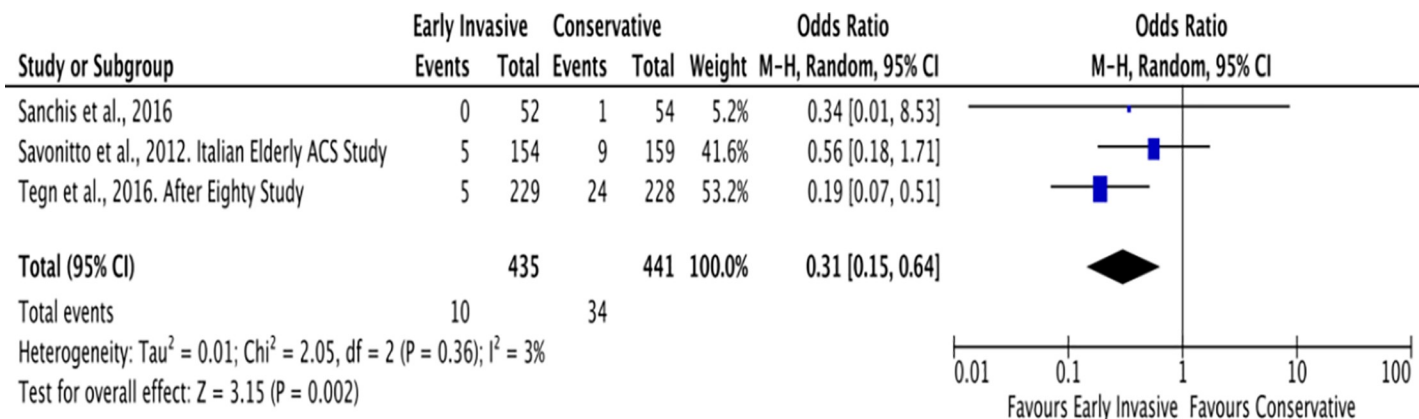 Early Invasive Conservative Odds Ratio Odds Ratio
Study or Subgroup Events Total Events Total Weight M-H, Random, 95% CI M-H, Random, 95% CI
Sanchis et al., 2016 0 52 1 54 5.2% 0.34 [0.01, 8.53]
Savonitto et al., 2012. Italian Elderly ACS Study 5 154 9 159 41.6% 0.56 [0.18, 1.71]
Tegn et al., 2016. After Eighty Study 5 229 24 228 53.2% 0.19 [0.07, 0.51]
Total (95% CI) 435 441 100.0% 0.31 [0.15, 0.64]
Total events 10 34
Heterogeneity: Tau² = 0.01; Chi² = 2.05, df = 2 (P = 0.36); I² = 3%
Test for overall effect: Z = 3.15 (P = 0.002)
0.01 0.1 1 10 100
Favours Early Invasive Favours Conservative